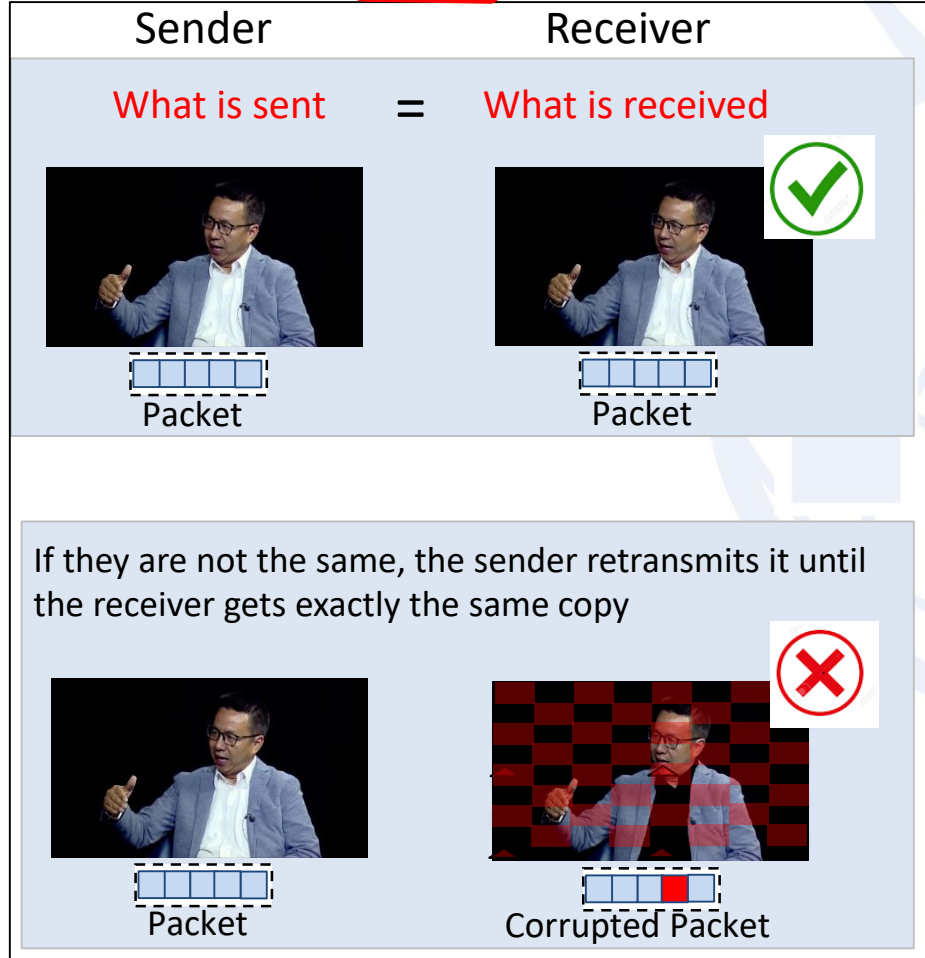 Sender Receiver
What is sent = What is received
Packet Packet
If they are not the same, the sender retransmits it until
the receiver gets exactly the same copy
Packet Corrupted Packet